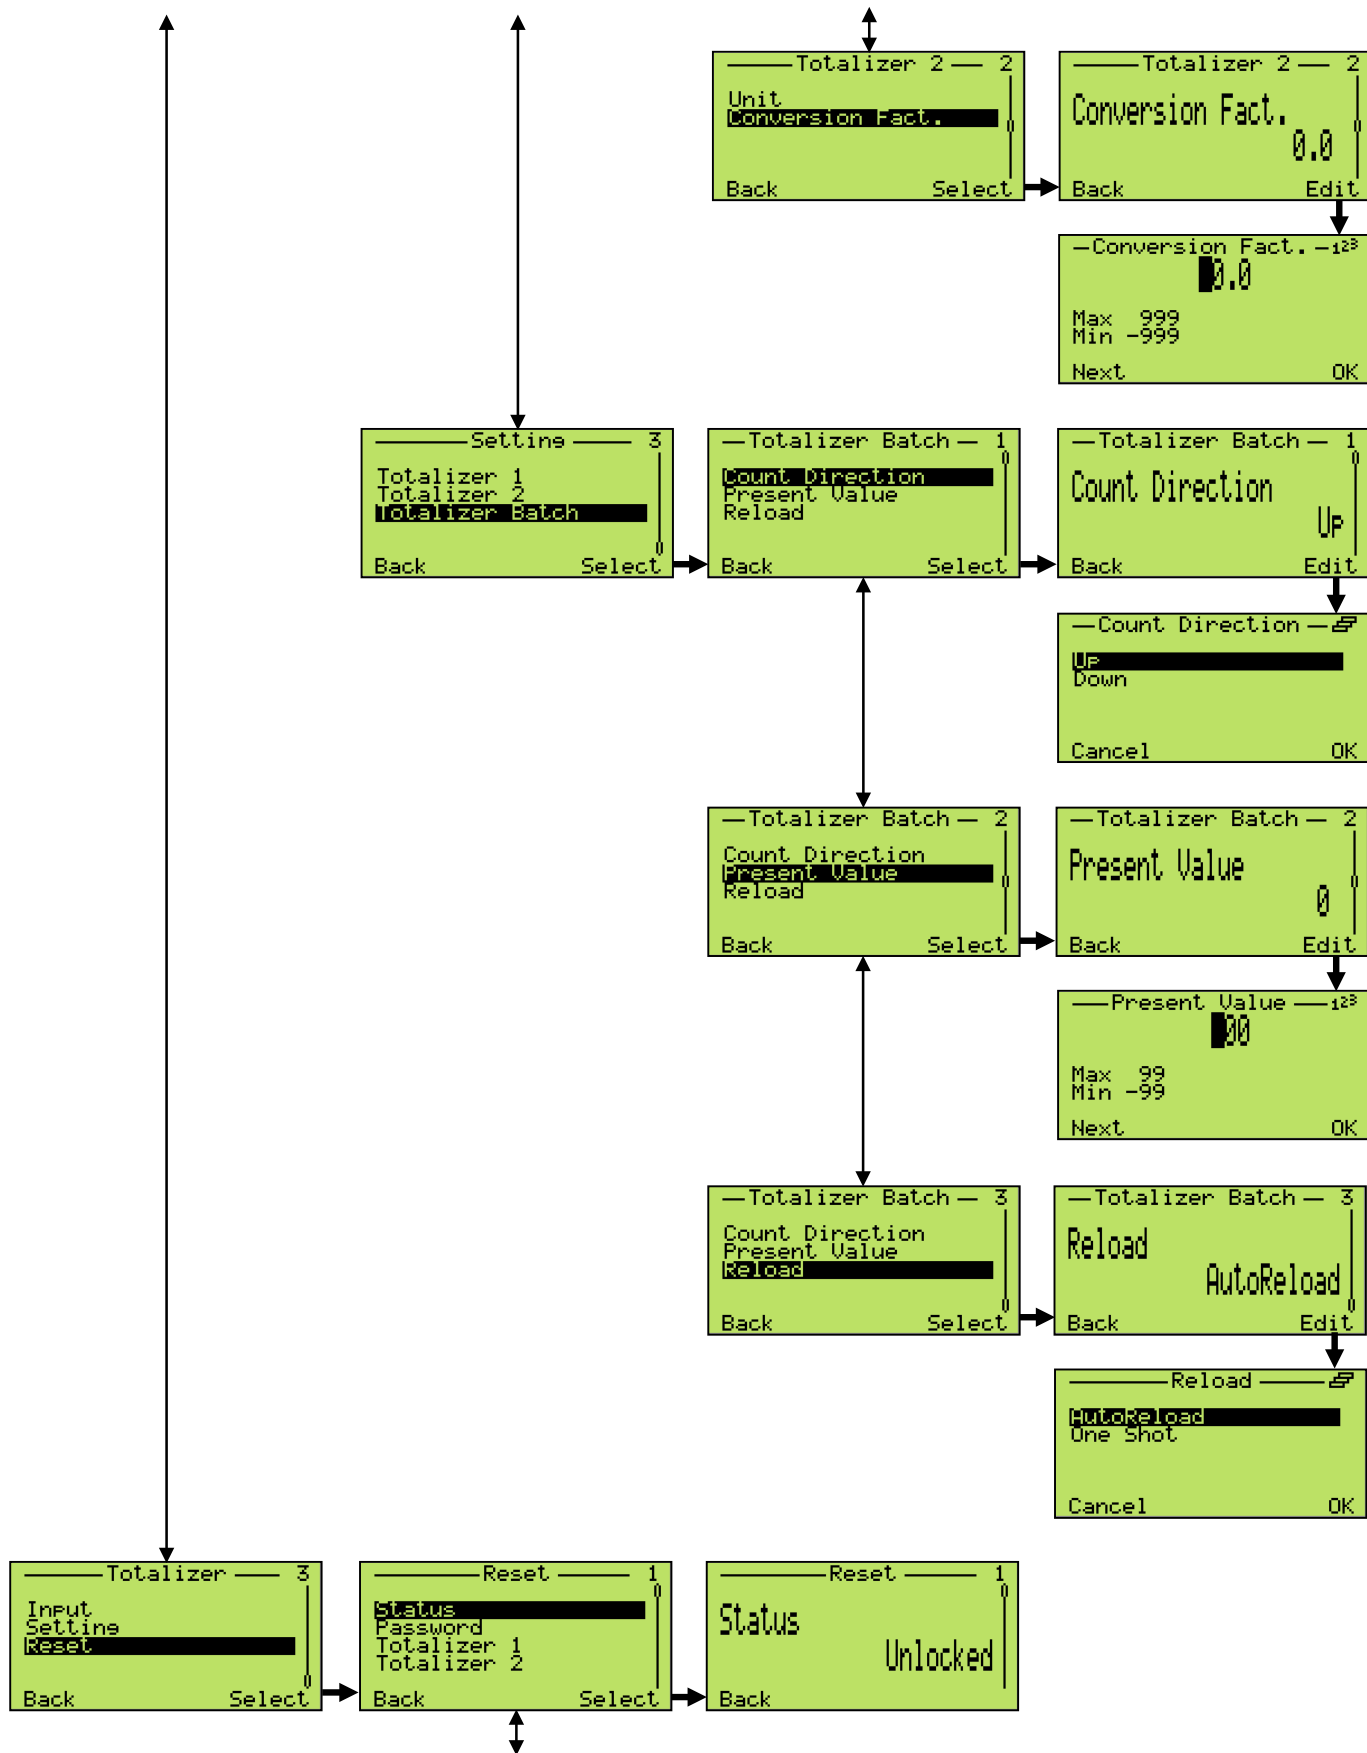 Totalizer 2 2
Unit
Conversion Fact.
Back Select
Totalizer 2 2
Conversion Fact.
0.0
Back Edit
Conversion Fact. 123
0.0
Max 999
Min -999
Next OK
Setting 3
Totalizer 1
Totalizer 2
Totalizer Batch
Back Select
Totalizer Batch 1
Count Direction
Present Value
Reload
Back Select
Totalizer Batch 1
Count Direction
Up
Back Edit
Count Direction
Up
Down
Cancel OK
Totalizer Batch 2
Count Direction
Present Value
Reload
Back Select
Totalizer Batch 2
Present Value
0
Back Edit
Present Value 123
00
Max 99
Min -99
Next OK
Totalizer Batch 3
Count Direction
Present Value
Reload
Back Select
Totalizer Batch 3
Reload
AutoReload
Back Edit
Reload
AutoReload
One Shot
Cancel OK
Totalizer 3
Input
Setting
Reset
Back Select
Reset 1
Status
Password
Totalizer 1
Totalizer 2
Back Select
Reset 1
Status
Unlocked
Back